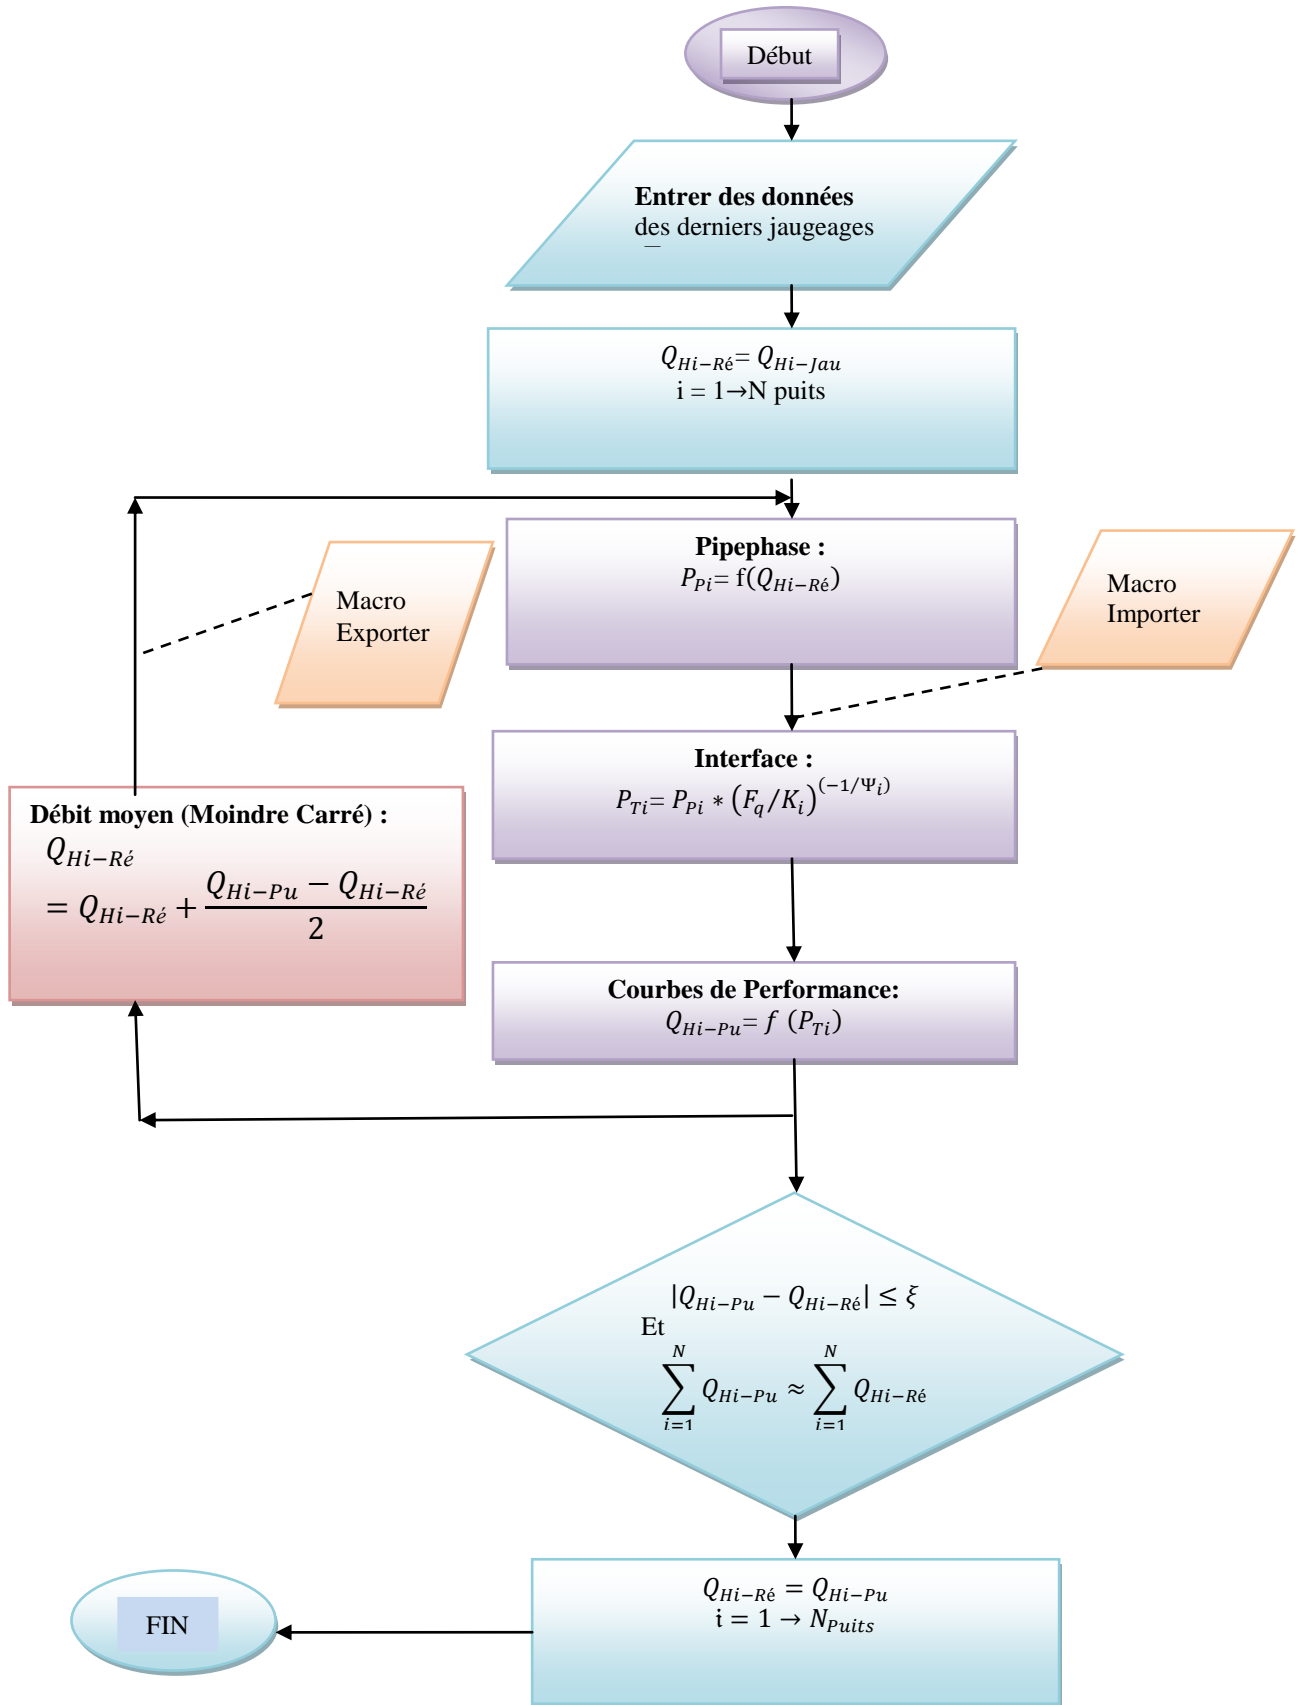 Début
Entrer des données
des derniers jaugeages
Q_{Hi−Ré}= Q_{Hi−Jau}
i = 1→N puits
Pipephase :
P_{Pi}= f(Q_{Hi−Ré})
Macro
Exporter
Macro
Importer
Interface :
P_{Ti}= P_{Pi} * (F_q/K_i)^{(−1/Ψ_i)}
Débit moyen (Moindre Carré) :
Q_{Hi−Ré}
= Q_{Hi−Ré} + \frac{Q_{Hi−Pu} − Q_{Hi−Ré}}{2}
Courbes de Performance:
Q_{Hi−Pu}= f (P_{Ti})
|Q_{Hi−Pu} − Q_{Hi−Ré}| ≤ ξ
Et
\sum_{i=1}^{N} Q_{Hi−Pu} ≈ \sum_{i=1}^{N} Q_{Hi−Ré}
Q_{Hi−Ré} = Q_{Hi−Pu}
i = 1 → N_{Puits}
FIN